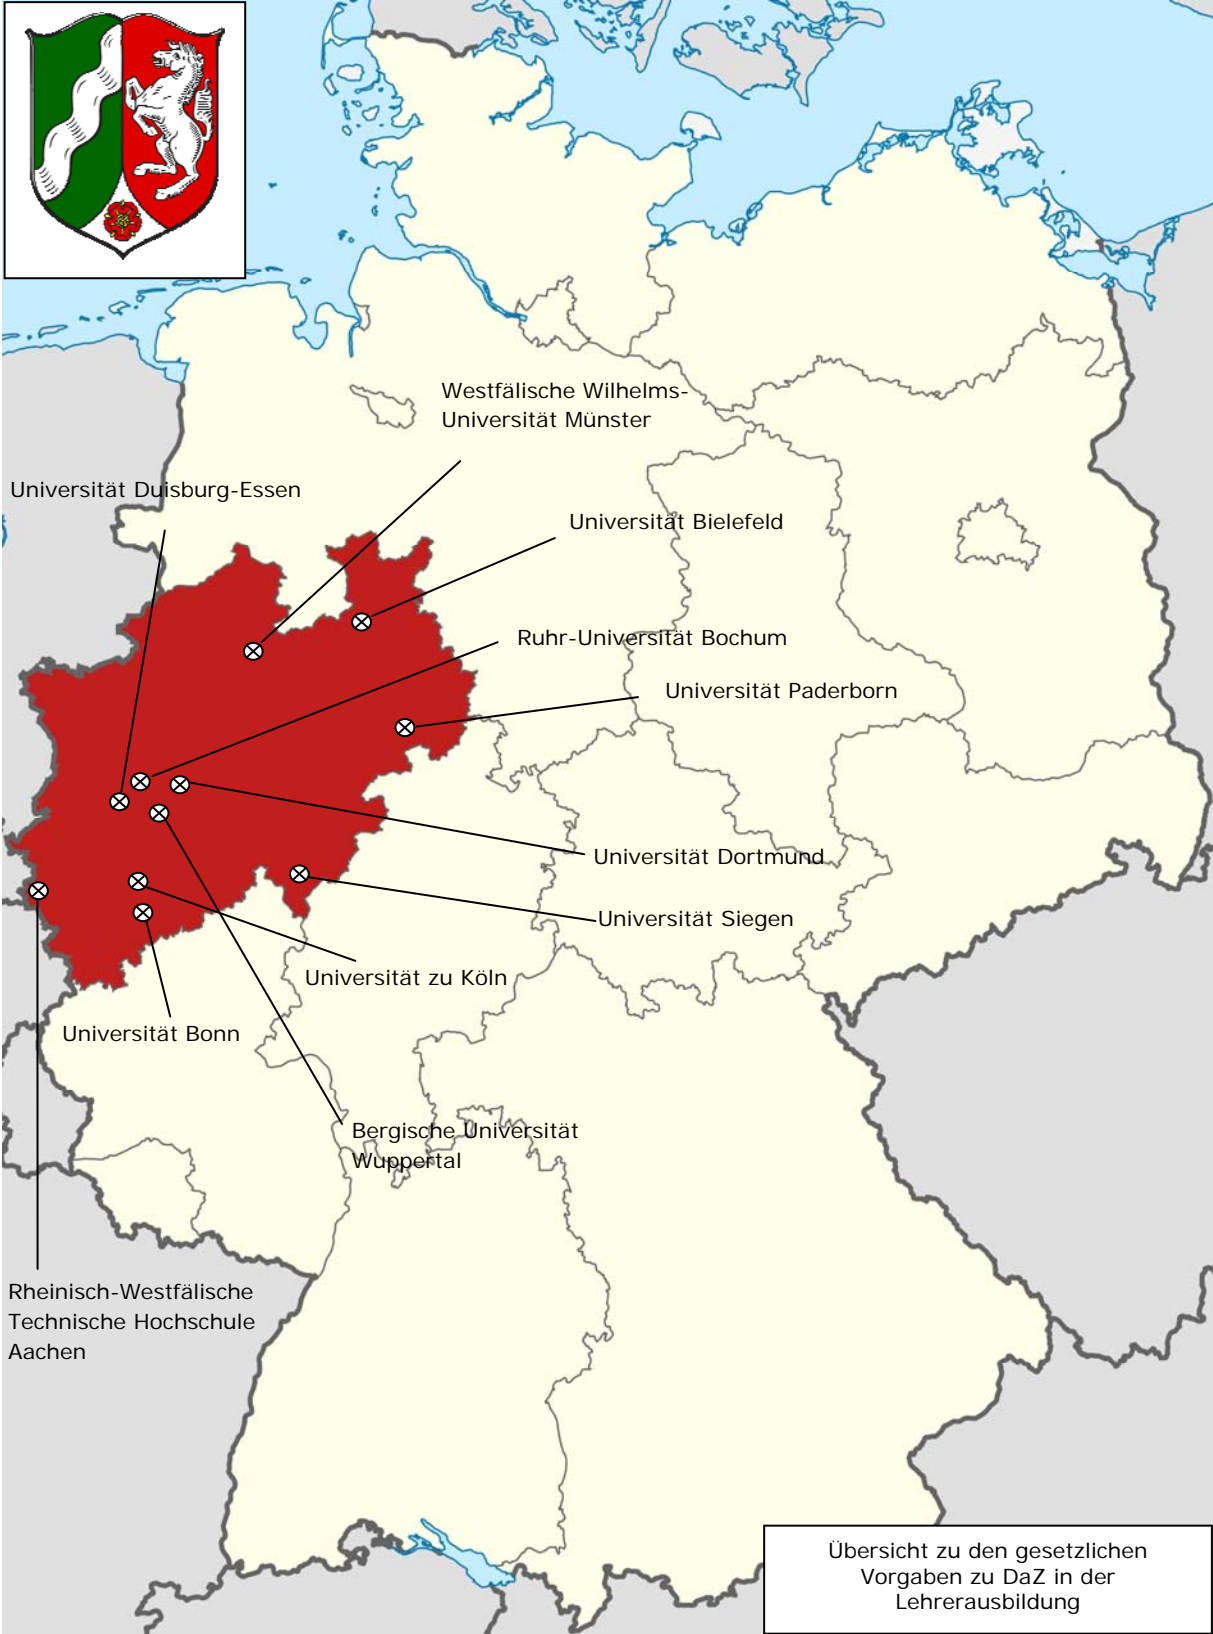 Westfälische Wilhelms-
Universität Münster
Universität Duisburg-Essen
Universität Bielefeld
Ruhr-Universität Bochum
Universität Paderborn
Universität Dortmund
Universität Siegen
Universität zu Köln
Universität Bonn
Bergische Universität
Wuppertal
Rheinisch-Westfälische
Technische Hochschule
Aachen
Übersicht zu den gesetzlichen
Vorgaben zu DaZ in der
Lehrerausbildung